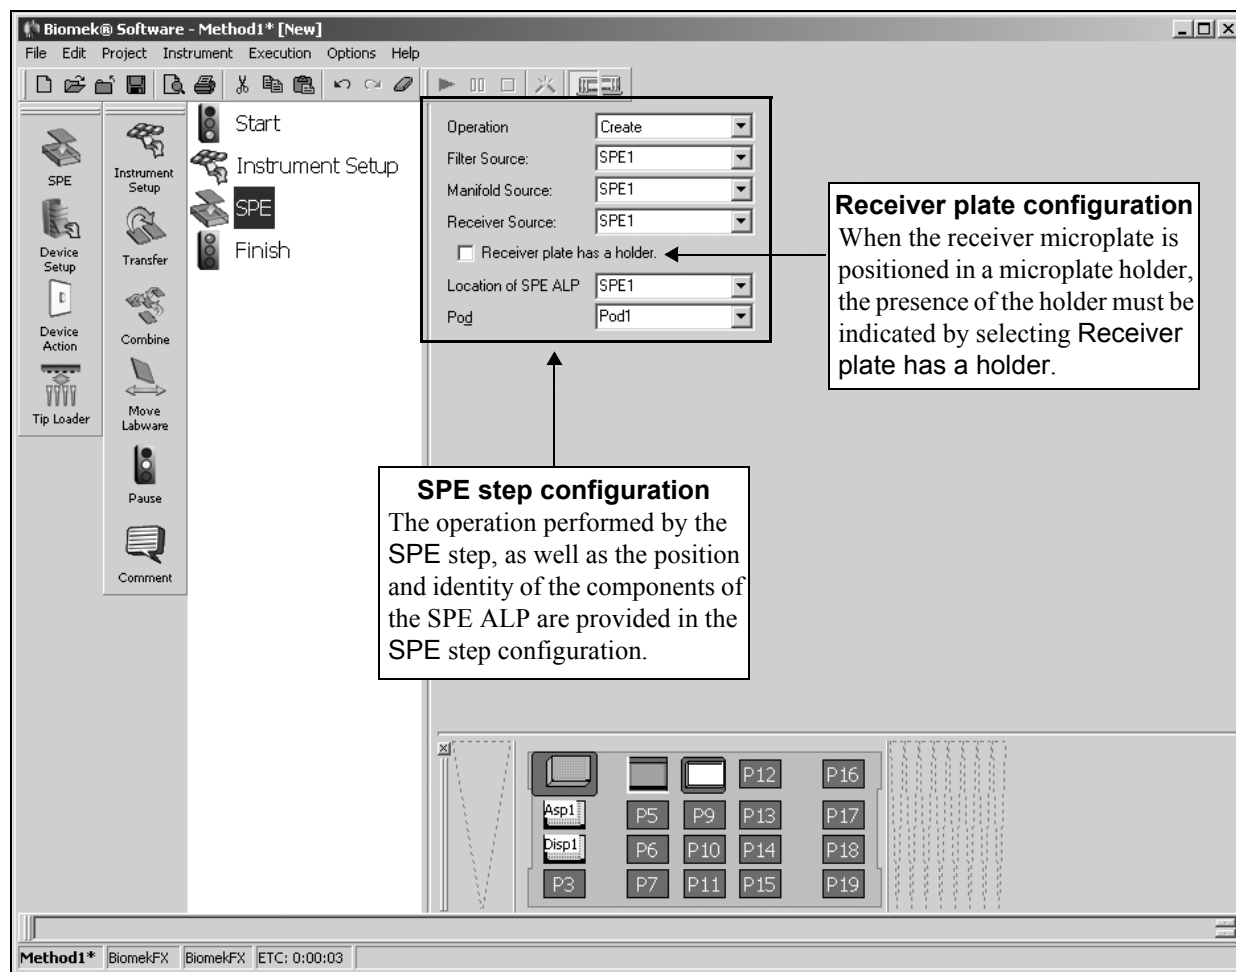 Biomek® Software - Method1* [New]
File Edit Project Instrument Execution Options Help
SPE
Device
Setup
Device
Action
Tip Loader
Instrument
Setup
Transfer
Combine
Move
Labware
Pause
Comment
Start
Instrument Setup
SPE
Finish
Operation Create
Filter Source: SPE1
Manifold Source: SPE1
Receiver Source: SPE1
Receiver plate has a holder.
Location of SPE ALP SPE1
Pod Pod1
Receiver plate configuration
When the receiver microplate is
positioned in a microplate holder,
the presence of the holder must be
indicated by selecting Receiver
plate has a holder.
SPE step configuration
The operation performed by the
SPE step, as well as the position
and identity of the components of
the SPE ALP are provided in the
SPE step configuration.
P12 P16
Asp1 P5 P9 P13 P17
Disp1 P6 P10 P14 P18
P3 P7 P11 P15 P19
Method1* BiomekFX BiomekFX ETC: 0:00:03